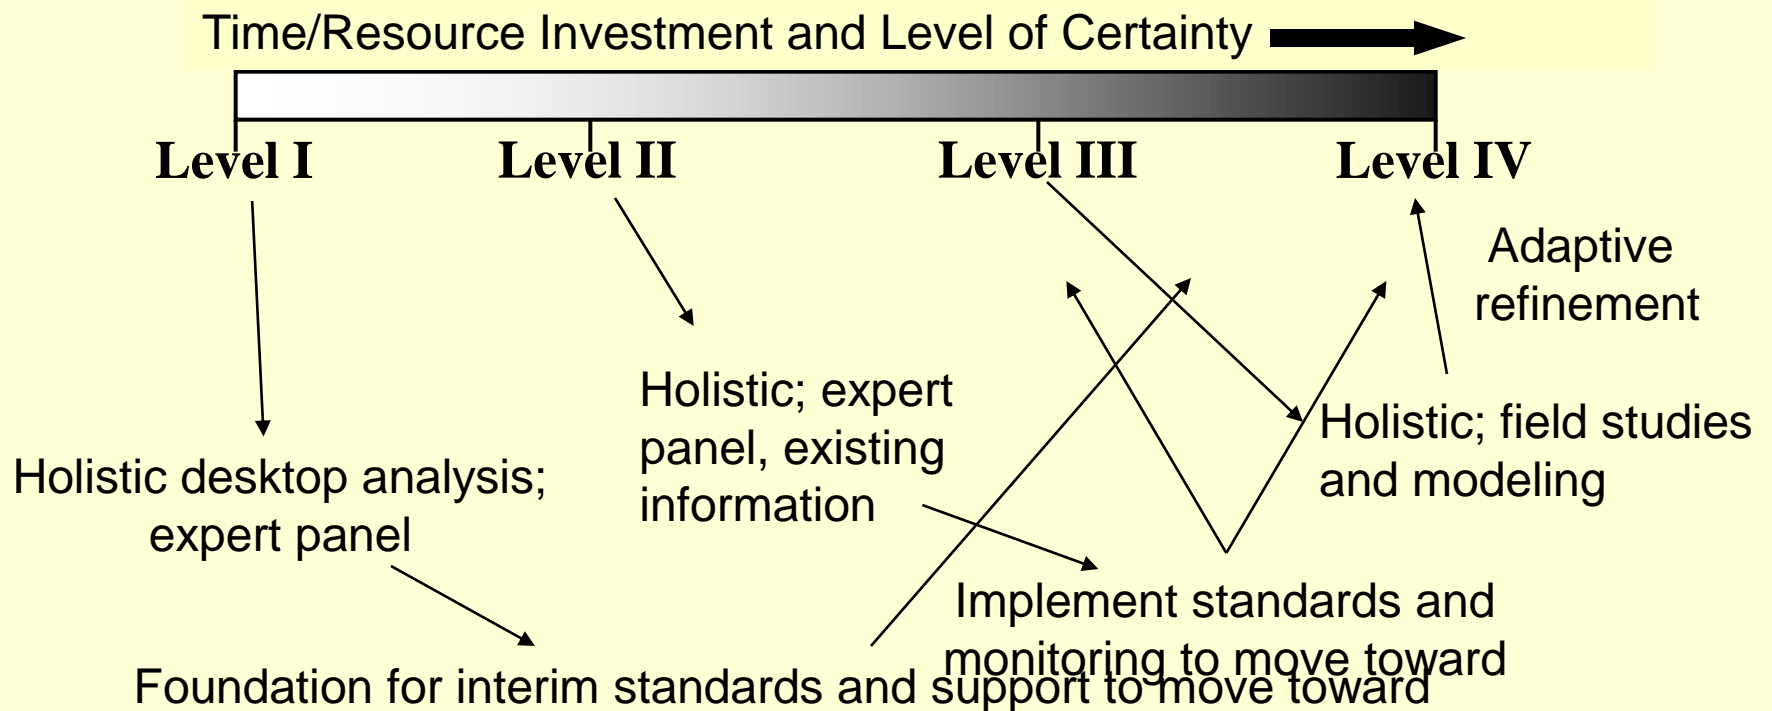 Time/Resource Investment and Level of Certainty
Level I
Level II
Level III
Level IV
Adaptive
refinement
Holistic; expert
panel, existing
information
Holistic; field studies
and modeling
Holistic desktop analysis;
expert panel
Implement standards and
monitoring to move toward
Foundation for interim standards and support to move toward